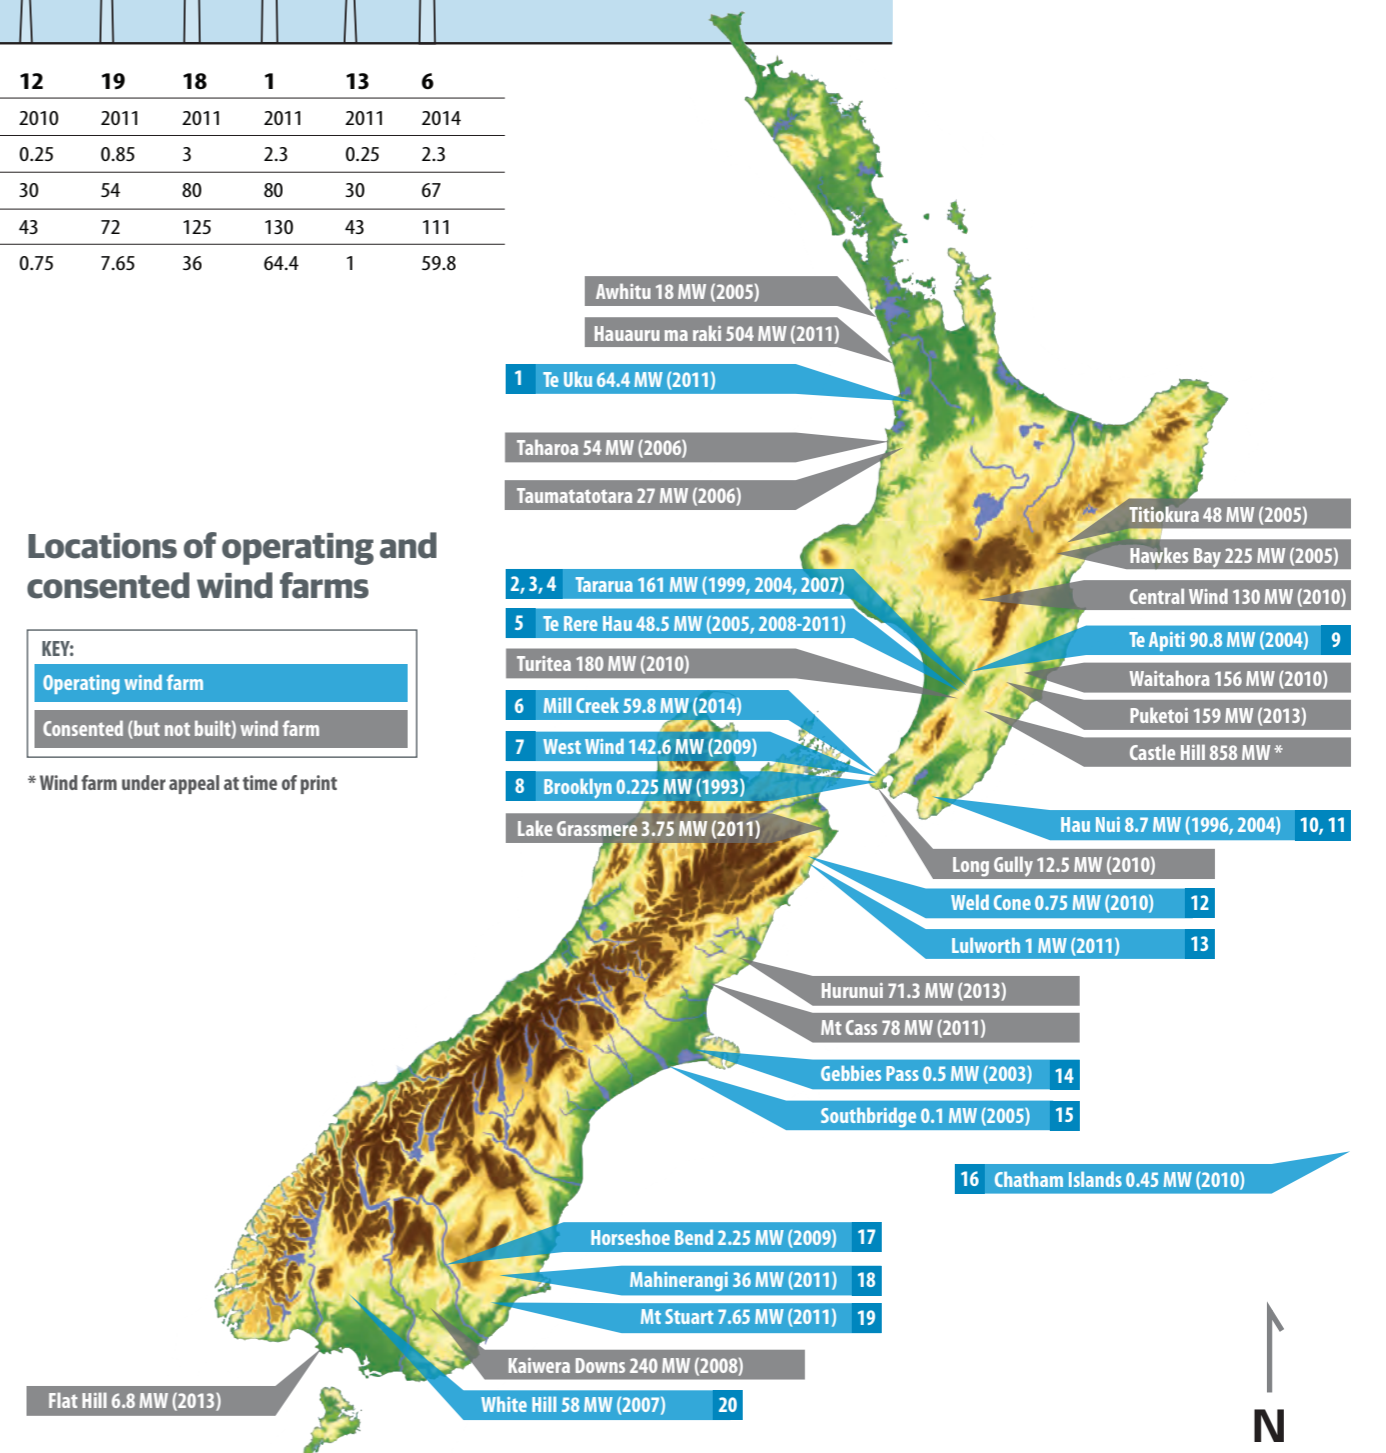 12 19 18 1 13 6
2010 2011 2011 2011 2011 2014
0.25 0.85 3 2.3 0.25 2.3
30 54 80 80 30 67
43 72 125 130 43 111
0.75 7.65 36 64.4 1 59.8
Awhitu 18 MW (2005)
Hauauru ma raki 504 MW (2011)
1 Te Uku 64.4 MW (2011)
Taharoa 54 MW (2006)
Taumatatotara 27 MW (2006)
Titiokura 48 MW (2005)
Hawkes Bay 225 MW (2005)
Central Wind 130 MW (2010)
Te Apiti 90.8 MW (2004) 9
Waitahora 156 MW (2010)
Puketoi 159 MW (2013)
Castle Hill 858 MW *
Hau Nui 8.7 MW (1996, 2004) 10, 11
Locations of operating and
consented wind farms
KEY:
Operating wind farm
Consented (but not built) wind farm
* Wind farm under appeal at time of print
2, 3, 4 Tararua 161 MW (1999, 2004, 2007)
5 Te Rere Hau 48.5 MW (2005, 2008-2011)
Turitea 180 MW (2010)
6 Mill Creek 59.8 MW (2014)
7 West Wind 142.6 MW (2009)
8 Brooklyn 0.225 MW (1993)
Lake Grassmere 3.75 MW (2011)
Long Gully 12.5 MW (2010)
Weld Cone 0.75 MW (2010) 12
Lulworth 1 MW (2011) 13
Hurunui 71.3 MW (2013)
Mt Cass 78 MW (2011)
Gebbies Pass 0.5 MW (2003) 14
Southbridge 0.1 MW (2005) 15
16 Chatham Islands 0.45 MW (2010)
Horseshoe Bend 2.25 MW (2009) 17
Mahinerangi 36 MW (2011) 18
Mt Stuart 7.65 MW (2011) 19
Kaiwera Downs 240 MW (2008)
Flat Hill 6.8 MW (2013)
White Hill 58 MW (2007) 20
N